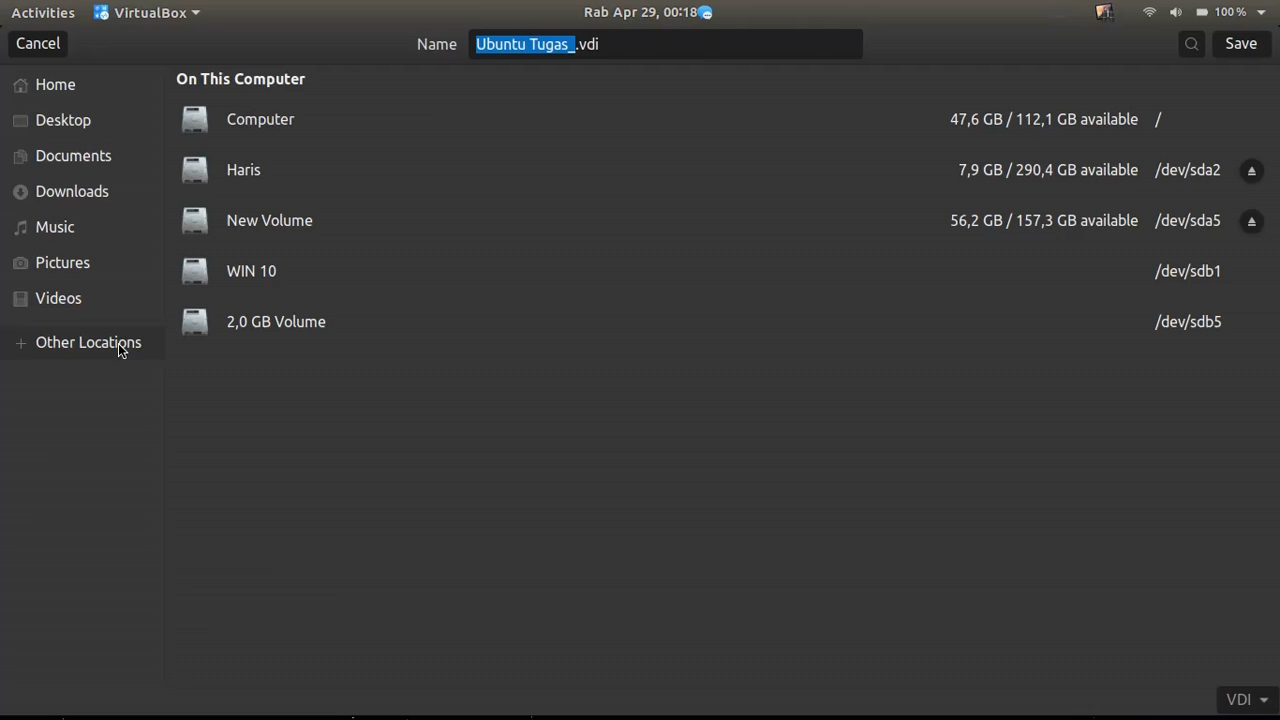 Activities VirtualBox Rab Apr 29, 00:18 100 %
Cancel Name Ubuntu Tugas_.vdi Save
Home
Desktop
Documents
Downloads
Music
Pictures
Videos
Other Locations
On This Computer
Computer 47,6 GB / 112,1 GB available /
Haris 7,9 GB / 290,4 GB available /dev/sda2
New Volume 56,2 GB / 157,3 GB available /dev/sda5
WIN 10 /dev/sdb1
2,0 GB Volume /dev/sdb5
VDI